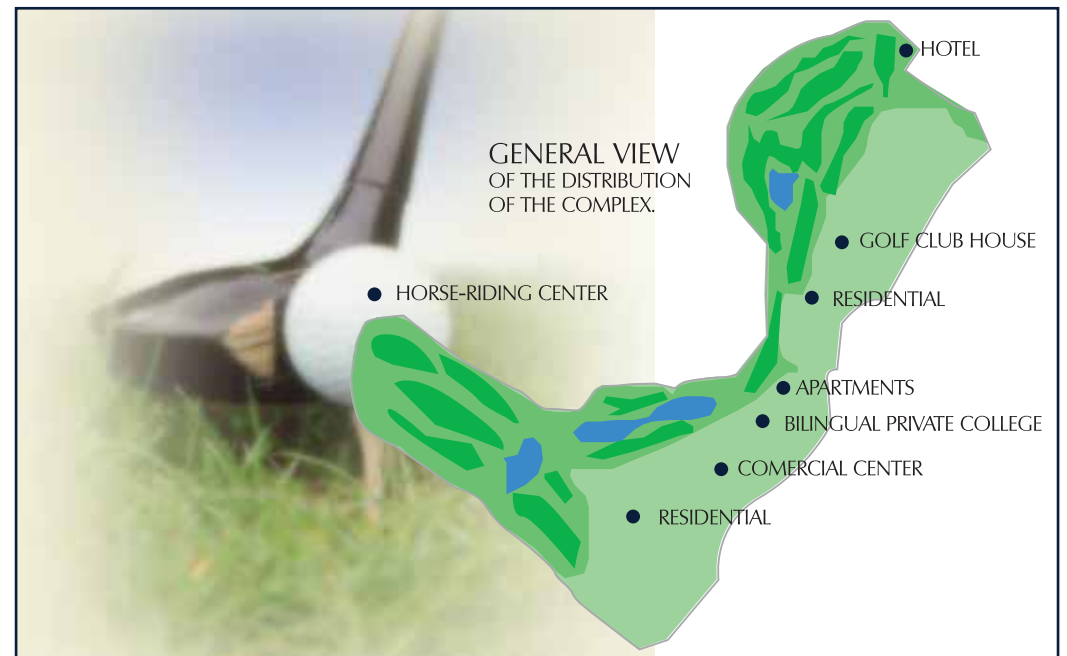 HOTEL
GENERAL VIEW
OF THE DISTRIBUTION
OF THE COMPLEX.
GOLF CLUB HOUSE
HORSE-RIDING CENTER
RESIDENTIAL
APARTMENTS
BILINGUAL PRIVATE COLLEGE
COMERCIAL CENTER
RESIDENTIAL